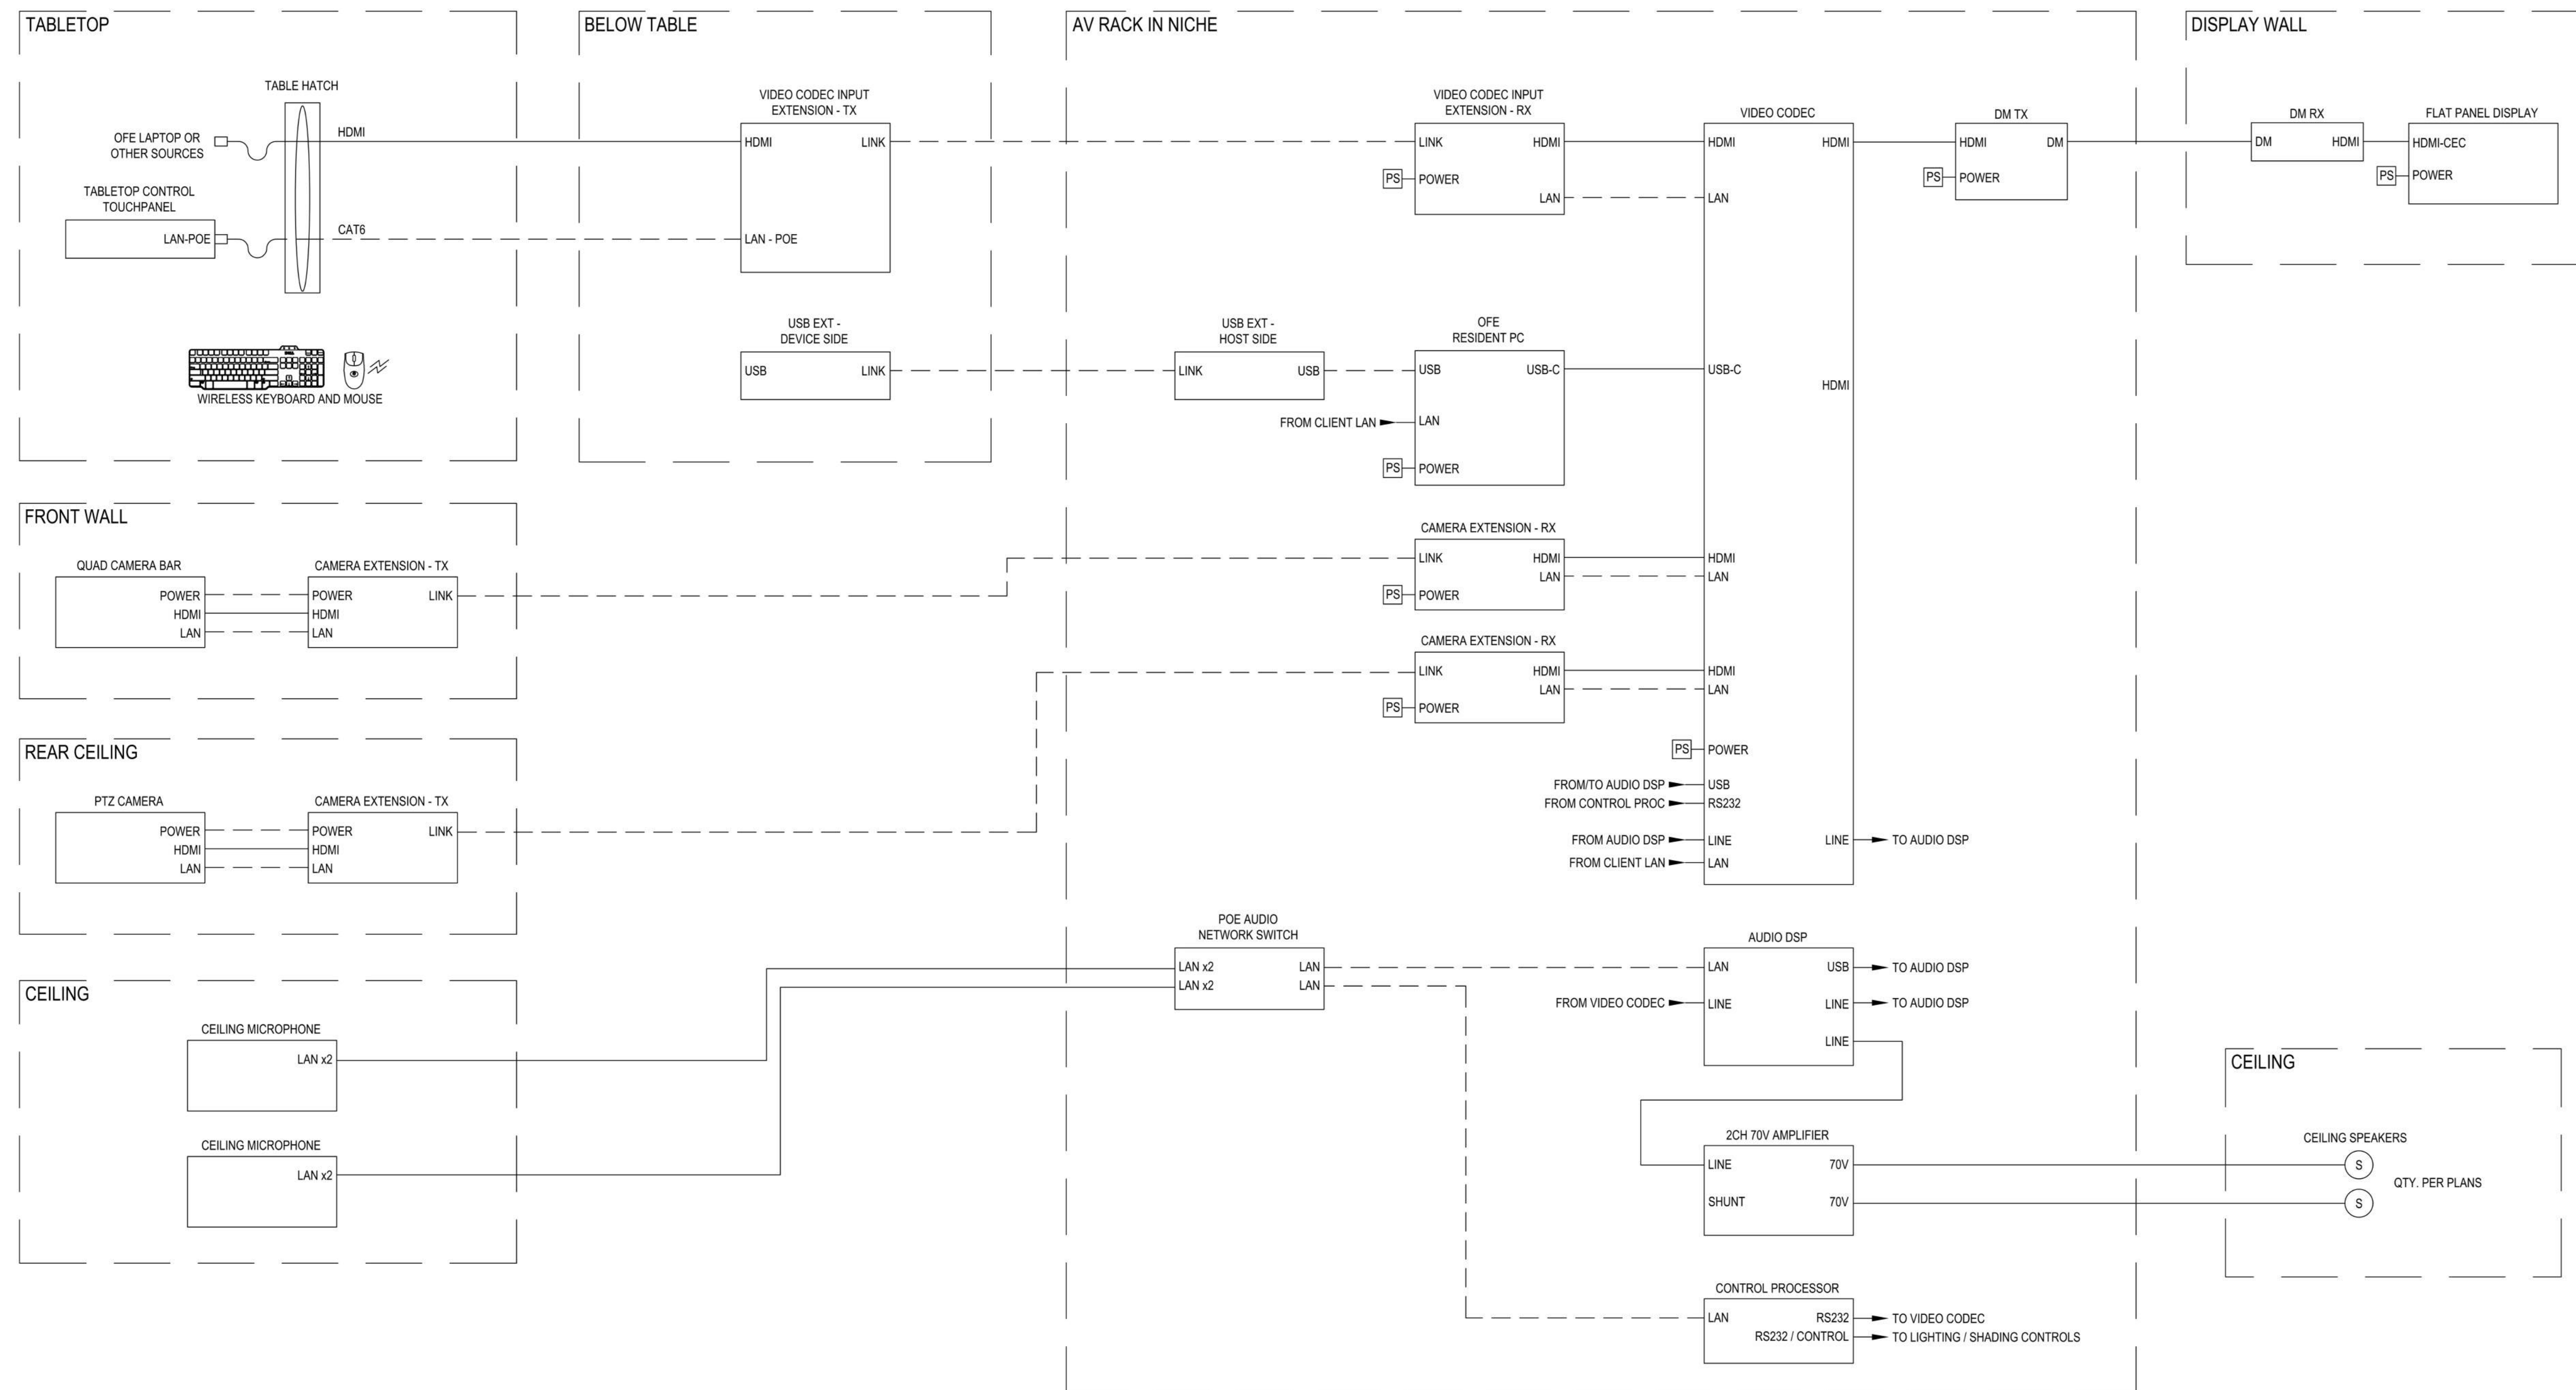 TABLETOP
TABLE HATCH
OFE LAPTOP OR
OTHER SOURCES
HDMI
TABLETOP CONTROL
TOUCHPANEL
LAN-POE
CAT6
WIRELESS KEYBOARD AND MOUSE
BELOW TABLE
VIDEO CODEC INPUT
EXTENSION - TX
HDMI
LINK
LAN - POE
USB EXT -
DEVICE SIDE
USB
LINK
AV RACK IN NICHE
VIDEO CODEC INPUT
EXTENSION - RX
LINK
HDMI
PS
POWER
LAN
USB EXT -
HOST SIDE
LINK
USB
OFE
RESIDENT PC
USB
USB-C
FROM CLIENT LAN
LAN
PS
POWER
CAMERA EXTENSION - RX
LINK
HDMI
LAN
PS
POWER
CAMERA EXTENSION - RX
LINK
HDMI
LAN
PS
POWER
VIDEO CODEC
HDMI
HDMI
LAN
USB-C
HDMI
HDMI
LAN
HDMI
LAN
PS
POWER
FROM/TO AUDIO DSP
USB
FROM CONTROL PROC
RS232
FROM AUDIO DSP
LINE
LINE
TO AUDIO DSP
FROM CLIENT LAN
LAN
DM TX
HDMI
DM
PS
POWER
DISPLAY WALL
DM RX
DM
HDMI
FLAT PANEL DISPLAY
HDMI-CEC
PS
POWER
FRONT WALL
QUAD CAMERA BAR
POWER
HDMI
LAN
CAMERA EXTENSION - TX
POWER
LINK
HDMI
LAN
REAR CEILING
PTZ CAMERA
POWER
HDMI
LAN
CAMERA EXTENSION - TX
POWER
LINK
HDMI
LAN
CEILING
CEILING MICROPHONE
LAN x2
CEILING MICROPHONE
LAN x2
POE AUDIO
NETWORK SWITCH
LAN x2
LAN
LAN x2
LAN
AUDIO DSP
LAN
USB
TO AUDIO DSP
FROM VIDEO CODEC
LINE
LINE
TO AUDIO DSP
LINE
2CH 70V AMPLIFIER
LINE
70V
SHUNT
70V
CONTROL PROCESSOR
LAN
RS232
TO VIDEO CODEC
RS232 / CONTROL
TO LIGHTING / SHADING CONTROLS
CEILING
CEILING SPEAKERS
S
QTY. PER PLANS
S